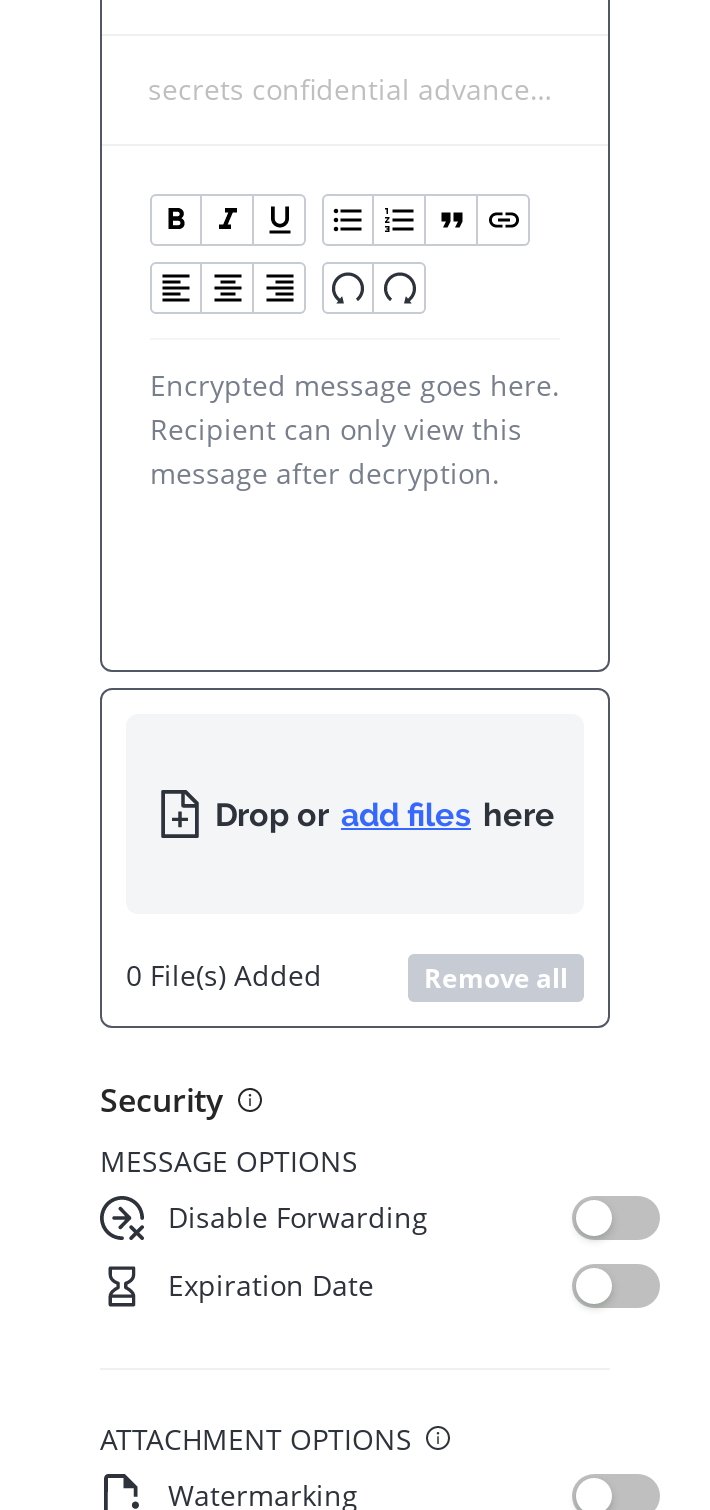 secrets confidential advance...
Encrypted message goes here.
Recipient can only view this
message after decryption.
Drop or add files here
0 File(s) Added
Remove all
Security
MESSAGE OPTIONS
Disable Forwarding
Expiration Date
ATTACHMENT OPTIONS
Watermarking